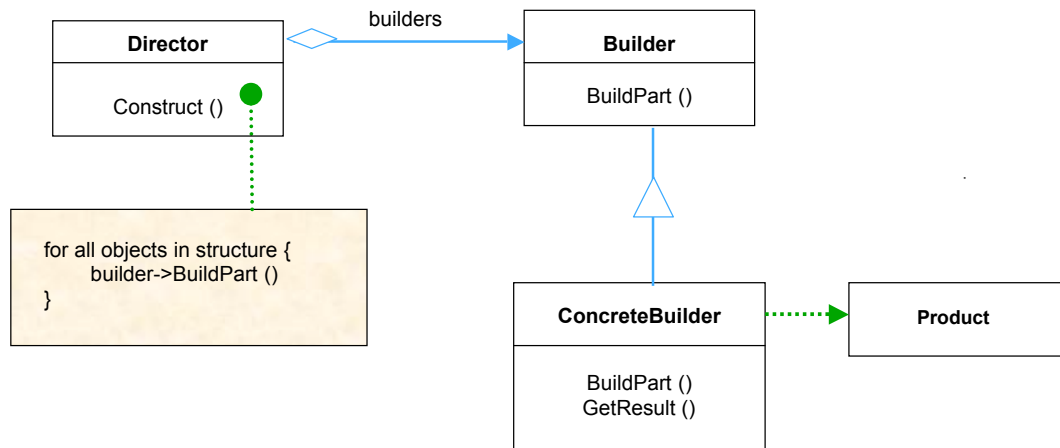 builders
Director
Builder
Construct ()
BuildPart ()
for all objects in structure {
builder->BuildPart ()
}
ConcreteBuilder
Product
BuildPart ()
GetResult ()